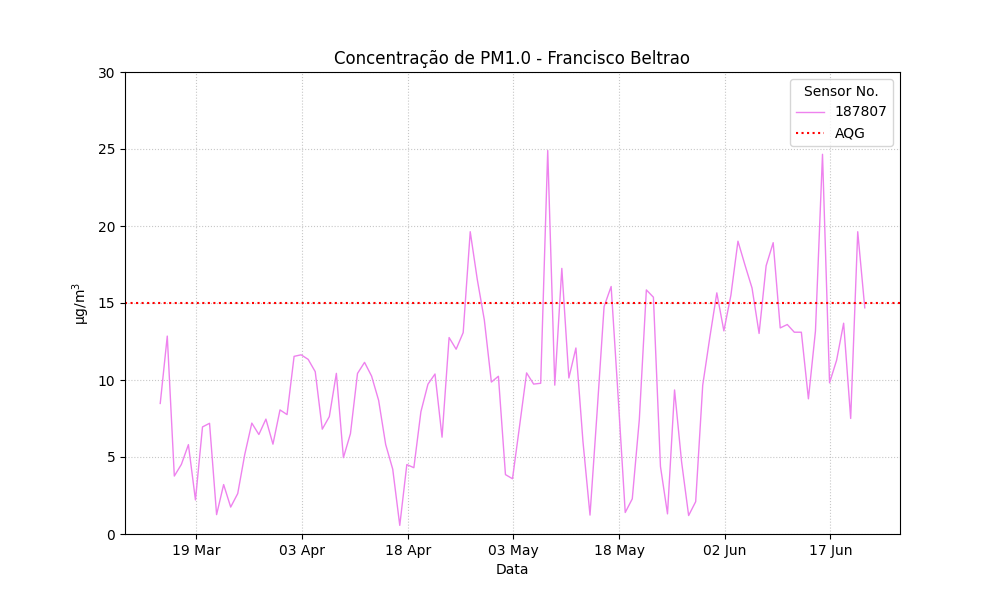 Concentração de PM1.0 - Francisco Beltrao
30
25
20
15
10
5
0
µg/m³
Sensor No.
187807
AQG
19 Mar
03 Apr
18 Apr
03 May
18 May
02 Jun
17 Jun
Data